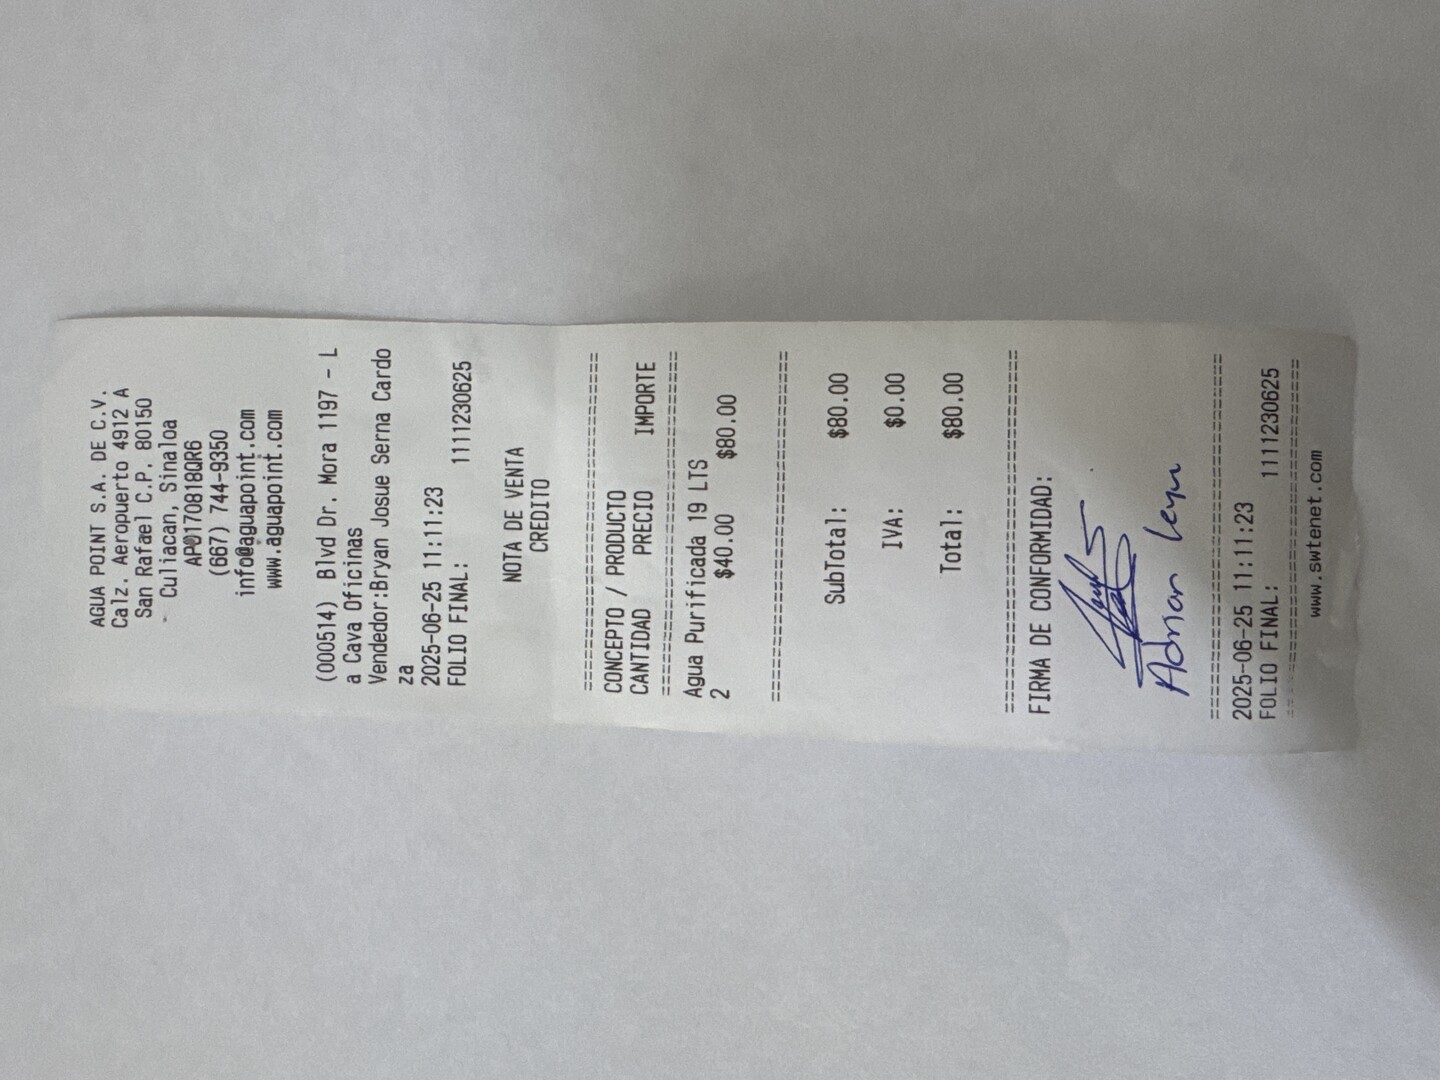 AGUA POINT S.A. DE C.V.
Calz. Aeropuerto 4912 A
San Rafael C.P. 80150
Culiacan, Sinaloa
APO170818QR6
(667) 744-9350
info@aguapoint.com
www.aguapoint.com
(000514) Blvd Dr. Mora 1197 - L
a Cava Oficinas
Vendedor:Bryan Josue Serna Cardo
za
2025-06-25 11:11:23
FOLIO FINAL: 1111230625
NOTA DE VENTA
CREDITO
================================
CONCEPTO / PRODUCTO
CANTIDAD PRECIO IMPORTE
================================
Agua Purificada 19 LTS
2 $40.00 $80.00
================================
SubTotal: $80.00
IVA: $0.00
Total: $80.00
================================
FIRMA DE CONFORMIDAD:
Adrian
================================
2025-06-25 11:11:23
FOLIO FINAL: 1111230625
================================
www.swtenet.com